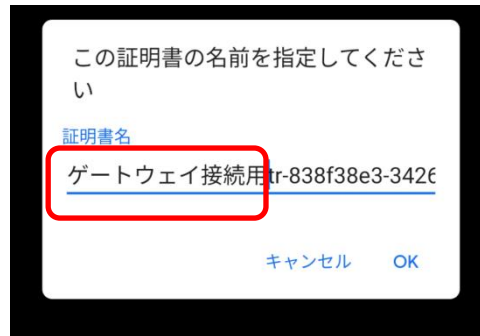 この証明書の名前を指定してくださ
い
証明書名
ゲートウェイ接続用tr-838f38e3-3426
キャンセル
OK